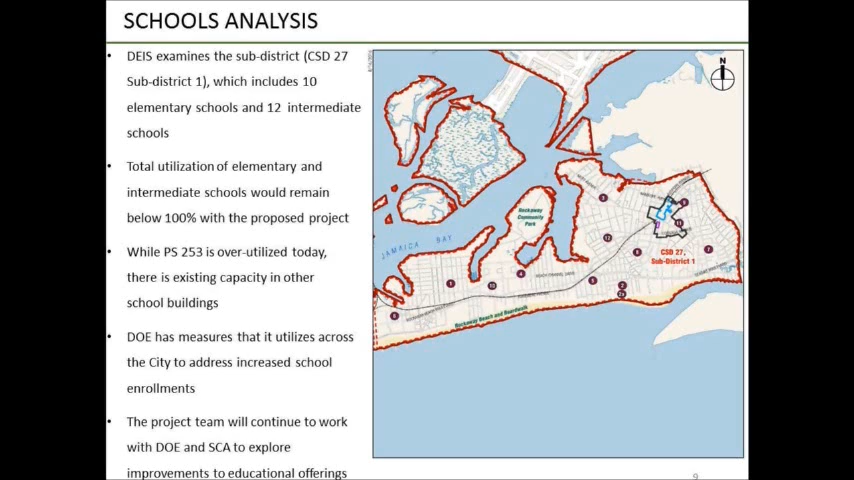 SCHOOLS ANALYSIS
• DEIS examines the sub-district (CSD 27
Sub-district 1), which includes 10
elementary schools and 12 intermediate
schools
• Total utilization of elementary and
intermediate schools would remain
below 100% with the proposed project
• While PS 253 is over-utilized today,
there is existing capacity in other
school buildings
• DOE has measures that it utilizes across
the City to address increased school
enrollments
• The project team will continue to work
with DOE and SCA to explore
improvements to educational offerings
N
Rockaway
Community
Park
JAMAICA BAY
CSD 27,
Sub-District 1
Rockaway Beach and Boardwalk
9